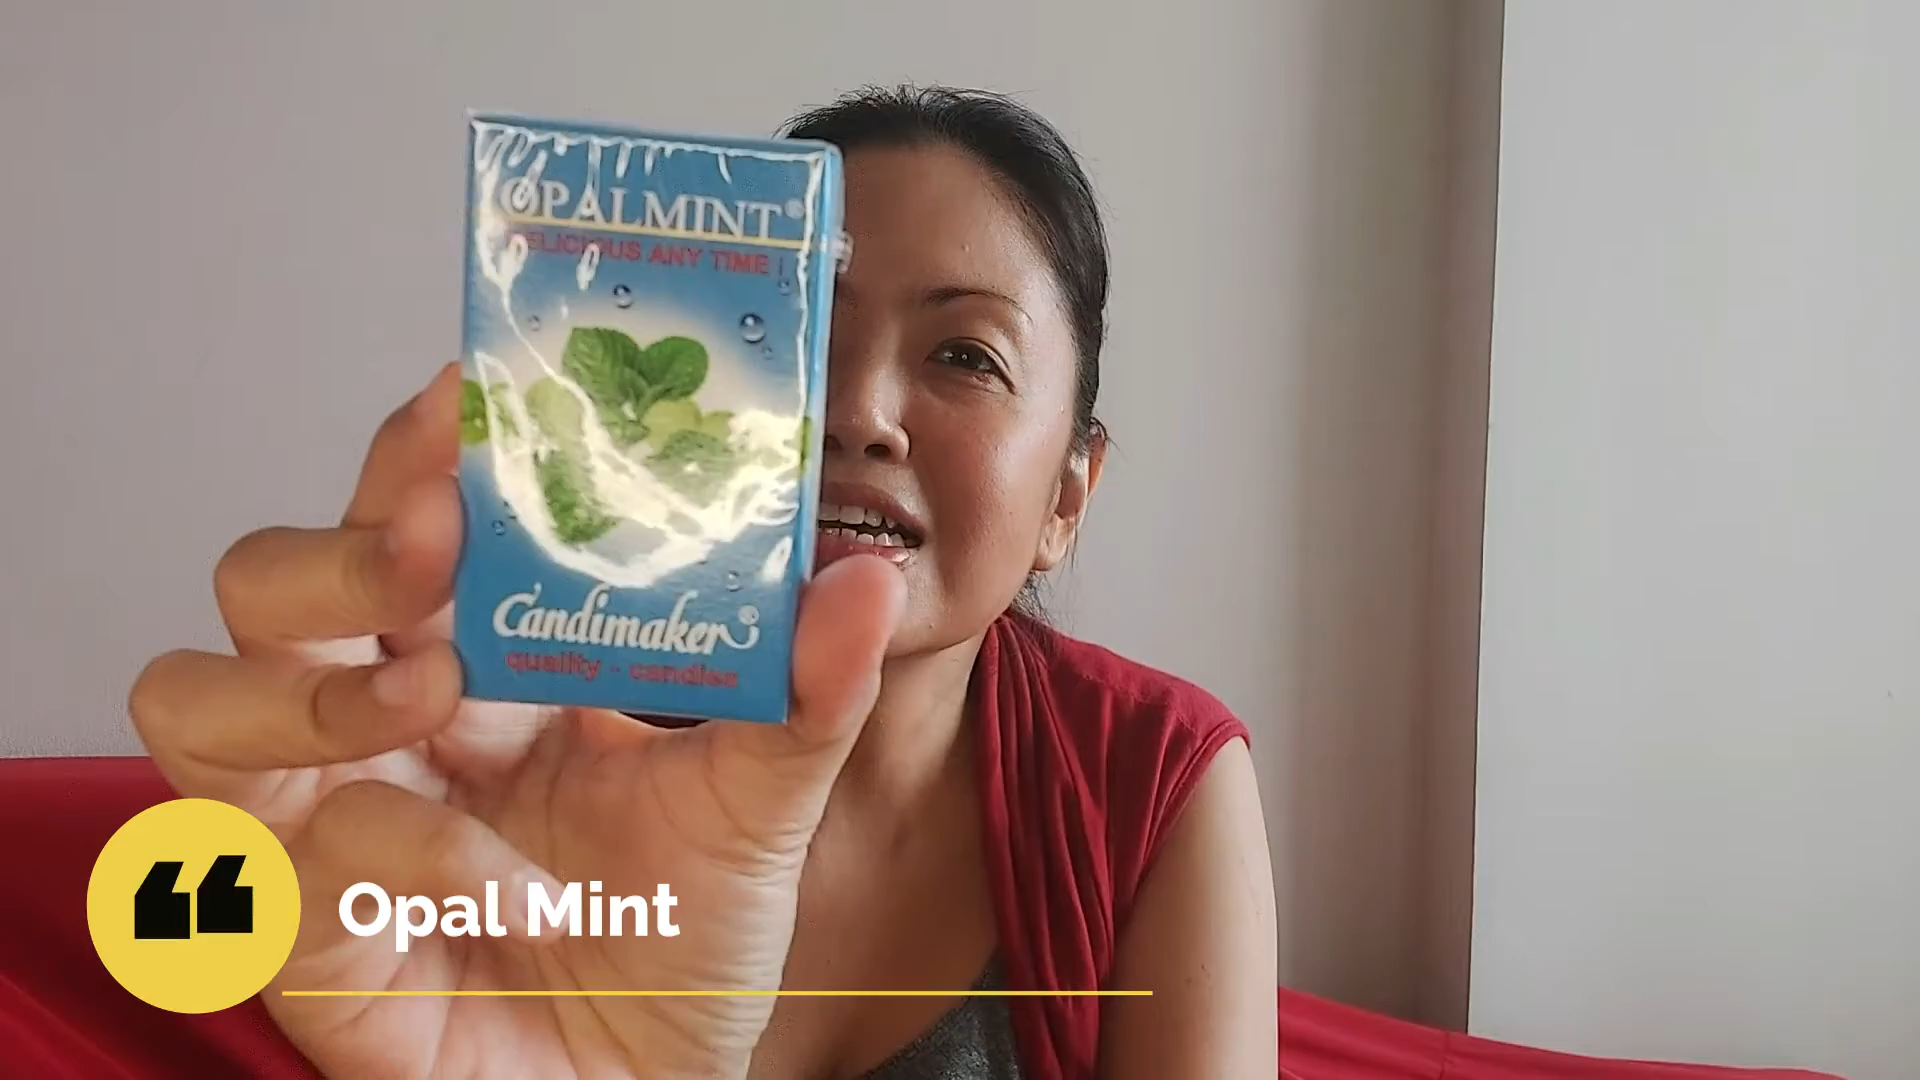 OPALMINT®
DELICIOUS ANY TIME !
Candimaker®
quality - candies
Opal Mint